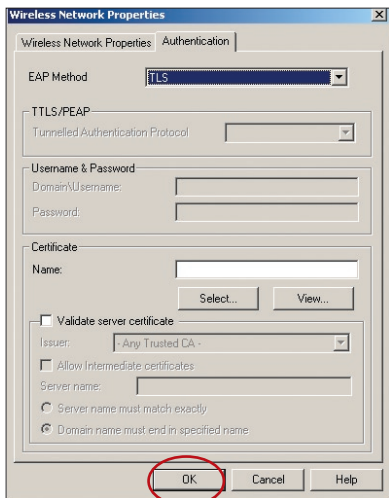 Wireless Network Properties
Wireless Network Properties Authentication
EAP Method TLS
TTLS/PEAP
Tunnelled Authentication Protocol
Username & Password
Domain\Username:
Password:
Certificate
Name:
Select... View...
Validate server certificate
Issuer: - Any Trusted CA -
Allow Intermediate certificates
Server name:
Server name must match exactly
Domain name must end in specified name
OK Cancel Help